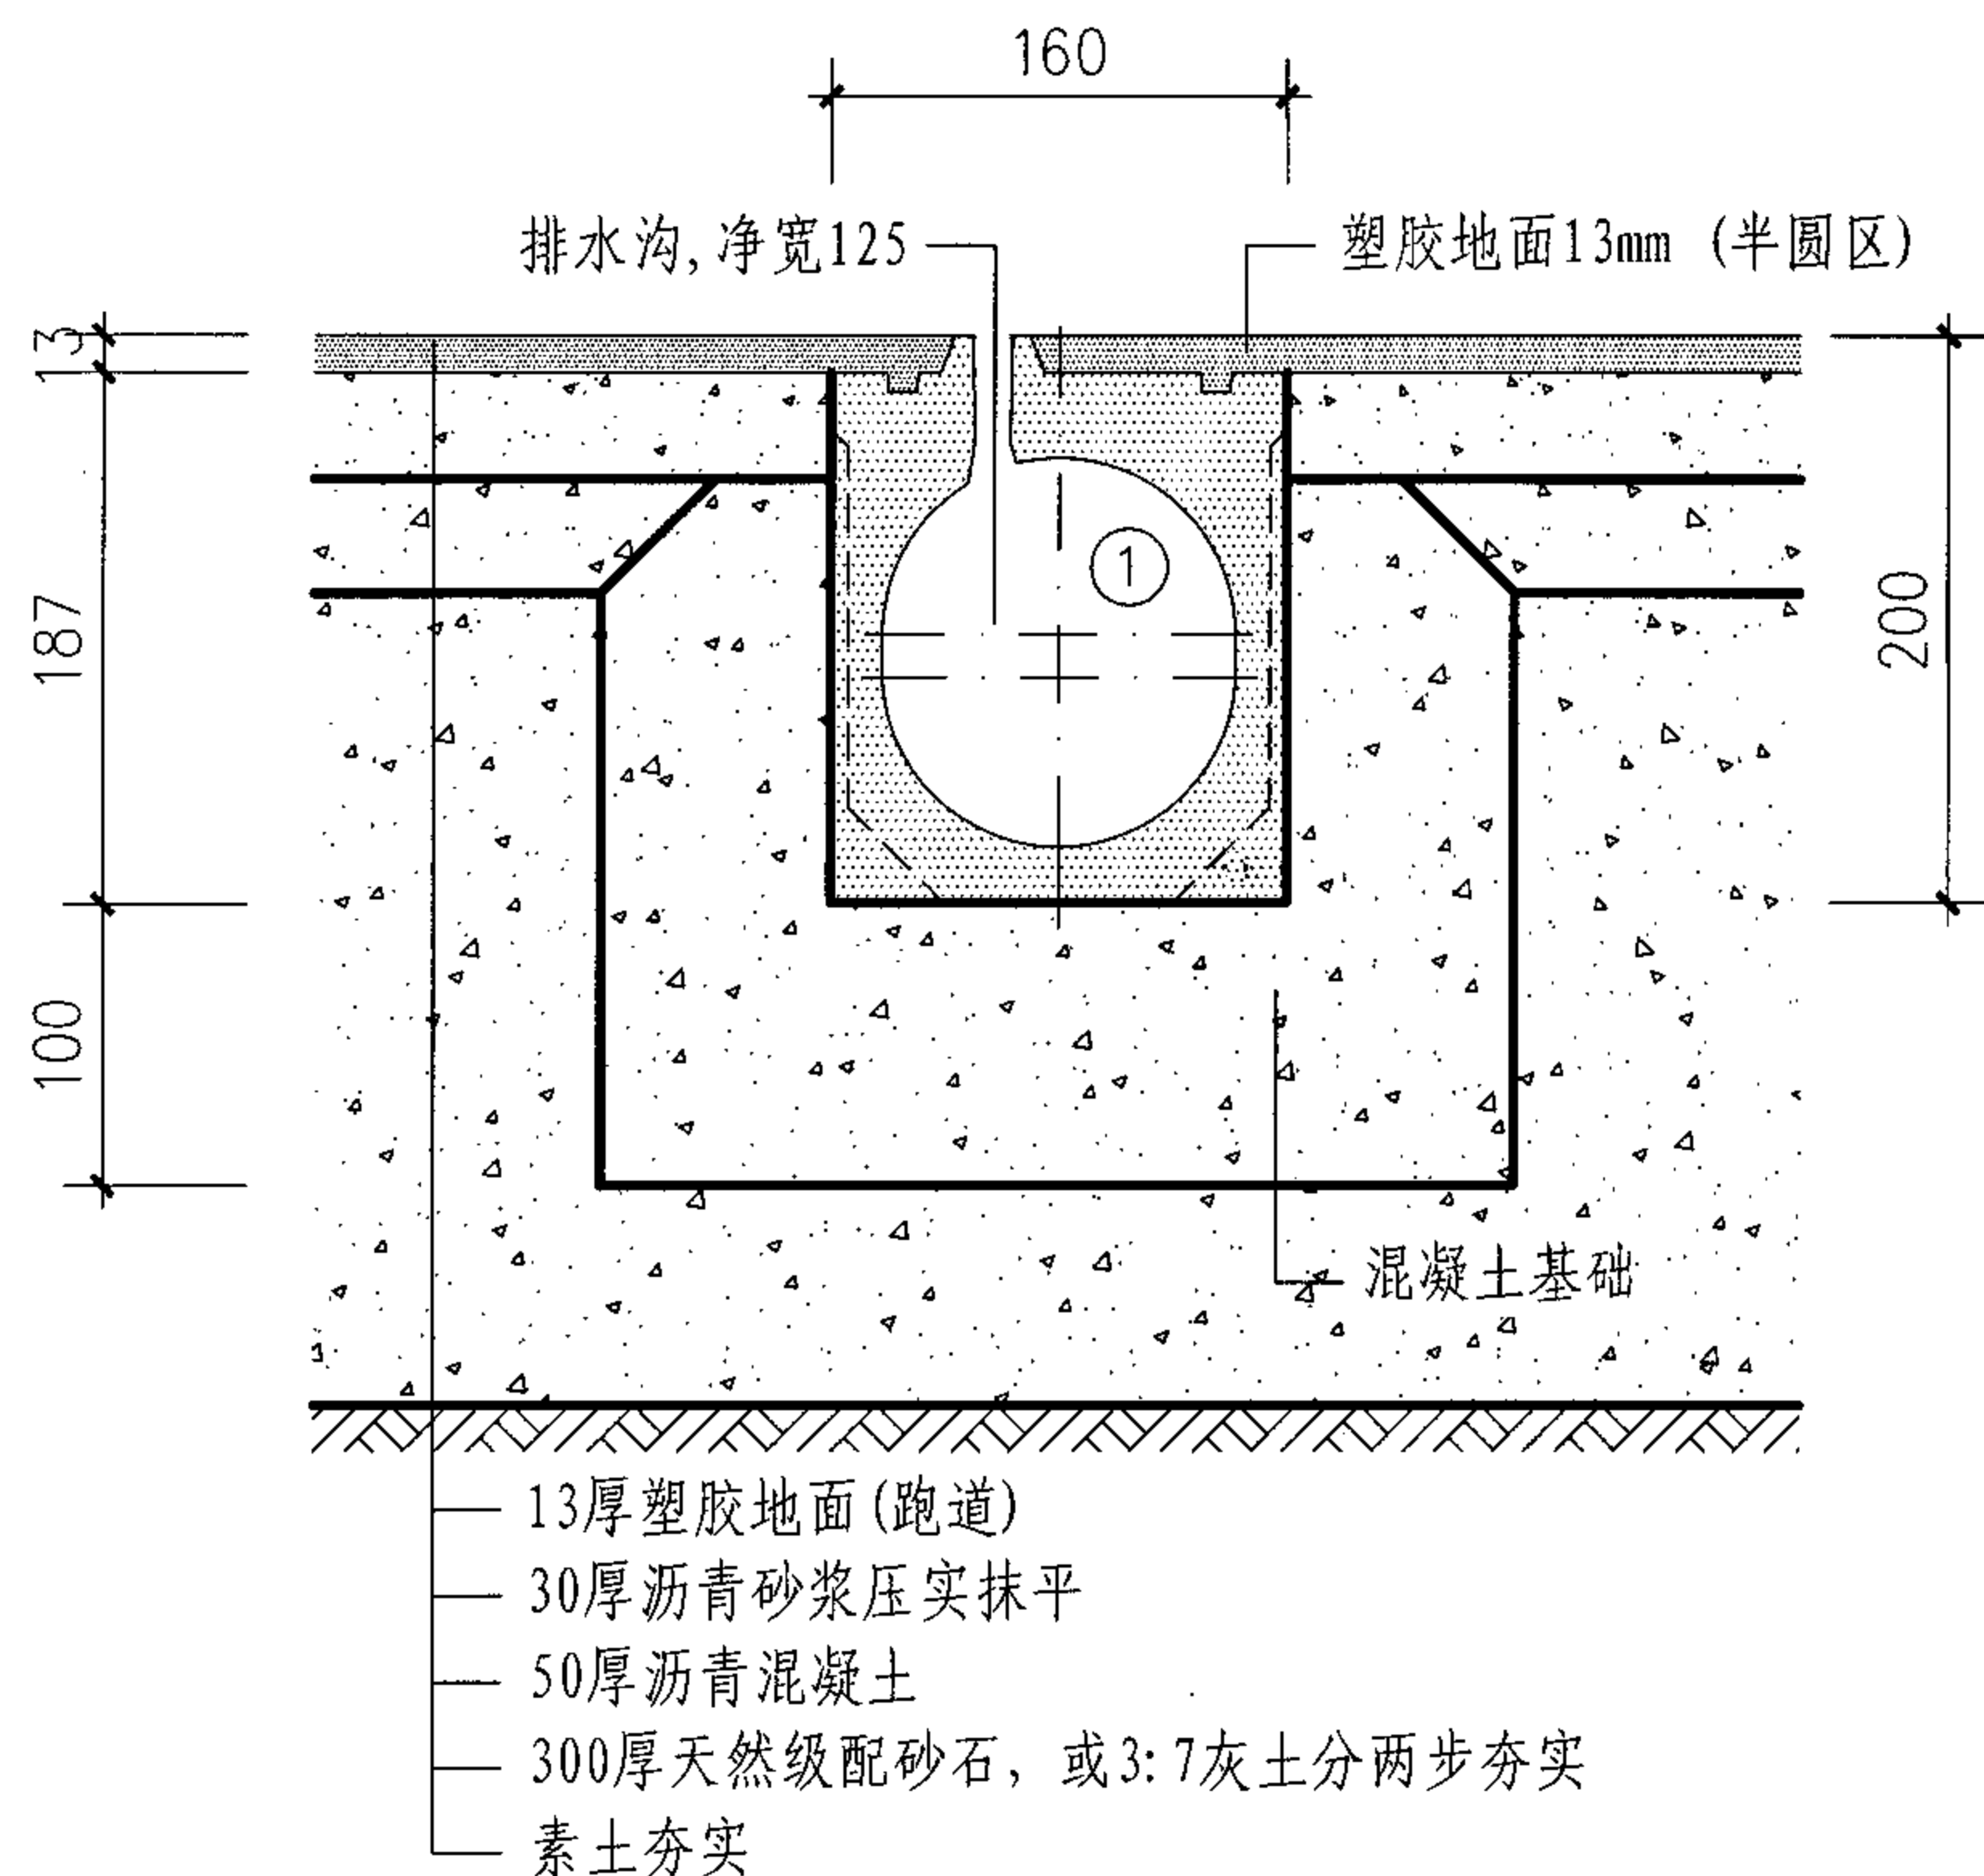 160
排水沟,净宽125
塑胶地面13mm (半圆区)
13
187
100
200
1
混凝土基础
13厚塑胶地面(跑道)
30厚沥青砂浆压实抹平
50厚沥青混凝土
300厚天然级配砂石, 或3:7灰土分两步夯实
素土夯实